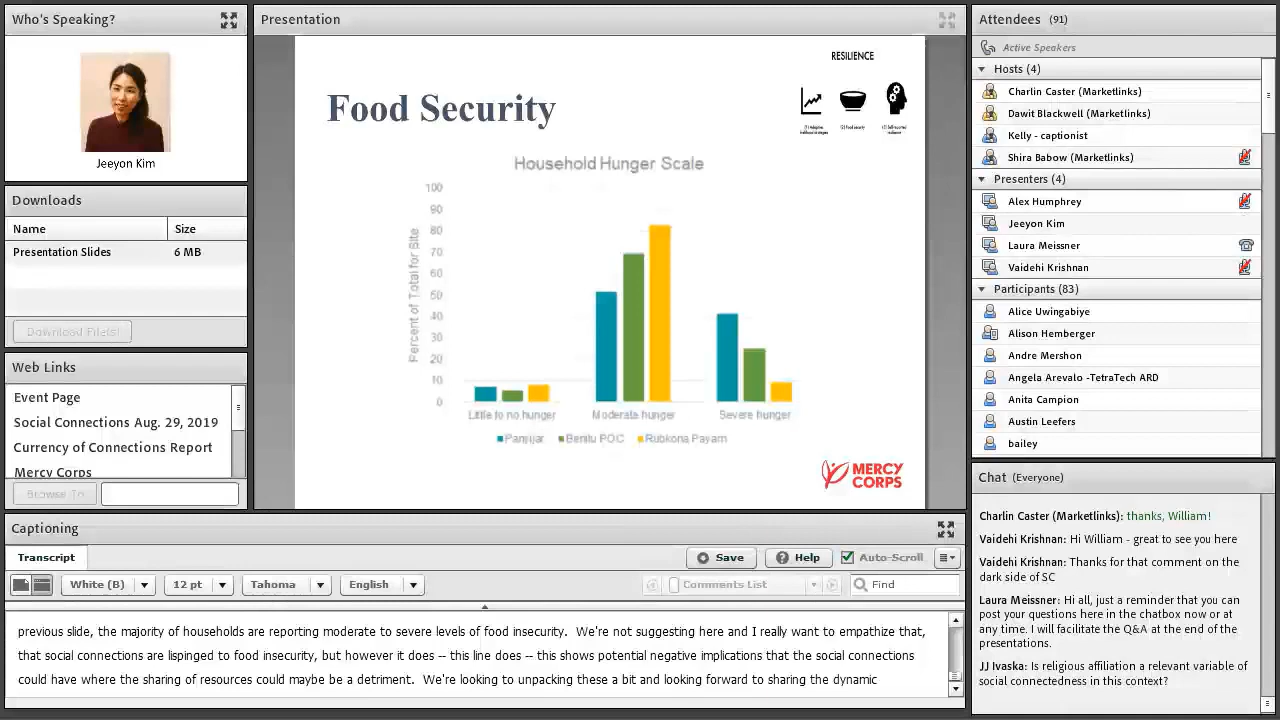 Who's Speaking?
Jeeyon Kim
Downloads
Name Size
Presentation Slides 6 MB
Download File(s)
Web Links
Event Page
Social Connections Aug. 29, 2019
Currency of Connections Report
Mercy Corps
Browse To
Presentation
RESILIENCE
Food Security
(2) Food security
Household Hunger Scale
Percent of Total for Site
100
90
80
70
60
50
40
30
20
10
0
Little to no hunger Moderate hunger Severe hunger
Panyijar Bentiu POC Rubkona Payam
MERCY
CORPS
Captioning
Transcript Save Help Auto-Scroll
White (B) 12 pt Tahoma English Comments List Find
previous slide, the majority of households are reporting moderate to severe levels of food insecurity. We're not suggesting here and I really want to empathize that,
that social connections are lispinged to food insecurity, but however it does -- this line does -- this shows potential negative implications that the social connections
could have where the sharing of resources could maybe be a detriment. We're looking to unpacking these a bit and looking forward to sharing the dynamic
Attendees (91)
Active Speakers
Hosts (4)
Charlin Caster (Marketlinks)
Dawit Blackwell (Marketlinks)
Kelly - captionist
Shira Babow (Marketlinks)
Presenters (4)
Alex Humphrey
Jeeyon Kim
Laura Meissner
Vaidehi Krishnan
Participants (83)
Alice Uwingabiye
Alison Hemberger
Andre Mershon
Angela Arevalo -TetraTech ARD
Anita Campion
Austin Leefers
bailey
Chat (Everyone)
Charlin Caster (Marketlinks): thanks, William!
Vaidehi Krishnan: Hi William - great to see you here
Vaidehi Krishnan: Thanks for that comment on the
dark side of SC
Laura Meissner: Hi all, just a reminder that you can
post your questions here in the chatbox now or at
any time. I will facilitate the Q&A at the end of the
presentations.
JJ Ivaska: Is religious affiliation a relevant variable of
social connectedness in this context?